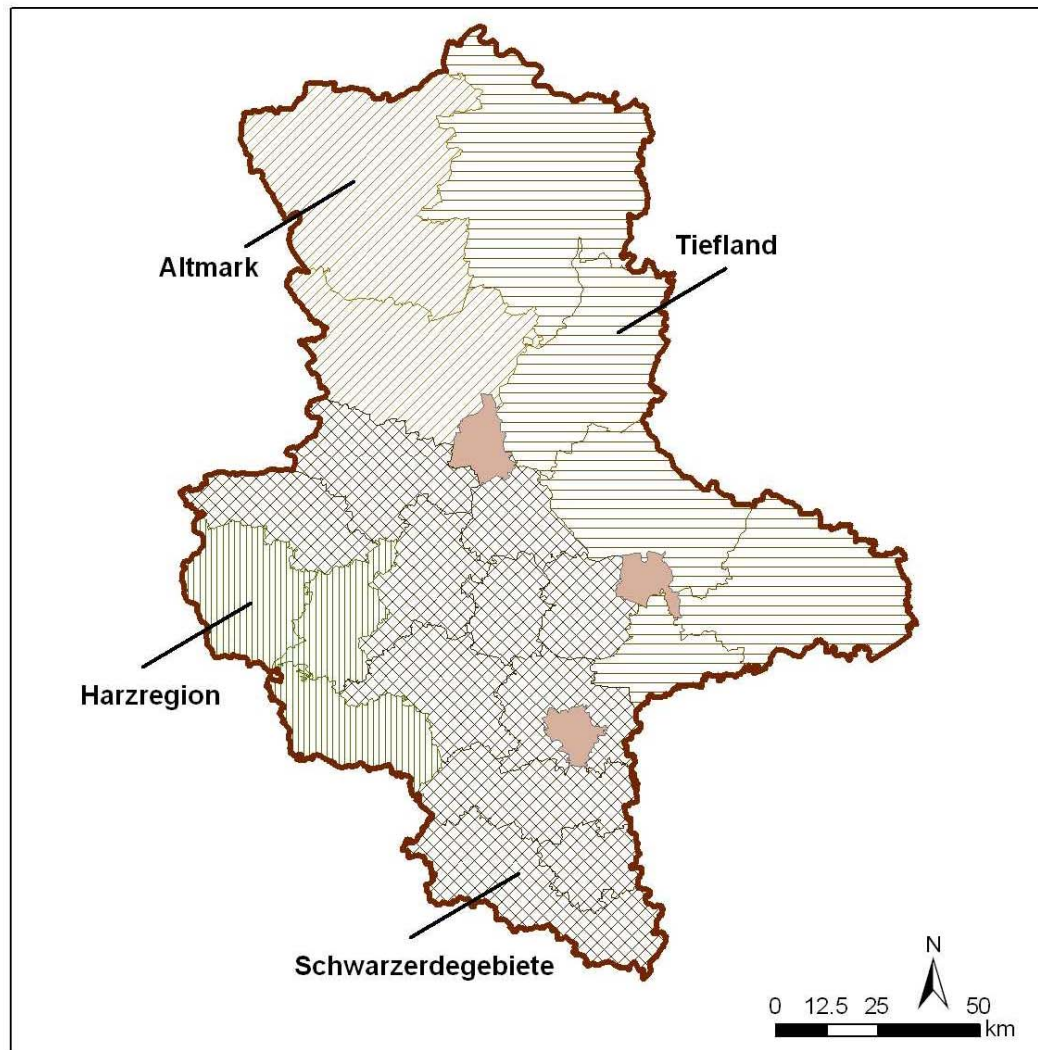 Altmark
Tiefland
Harzregion
Schwarzerdegebiete
N
0 12.5 25 50
km